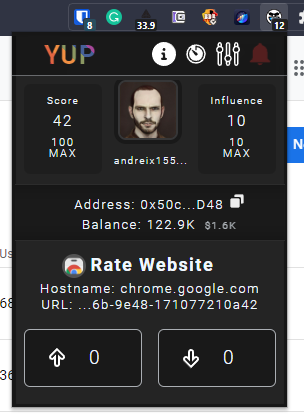 8
33.9
12
YUP
Score
42
100
MAX
Influence
10
10
MAX
andreix155...
Address: 0x50c...D48
Balance: 122.9K $1.6K
Rate Website
Hostname: chrome.google.com
URL: ...6b-9e48-171077210a42
0
0
N
Us
68
36